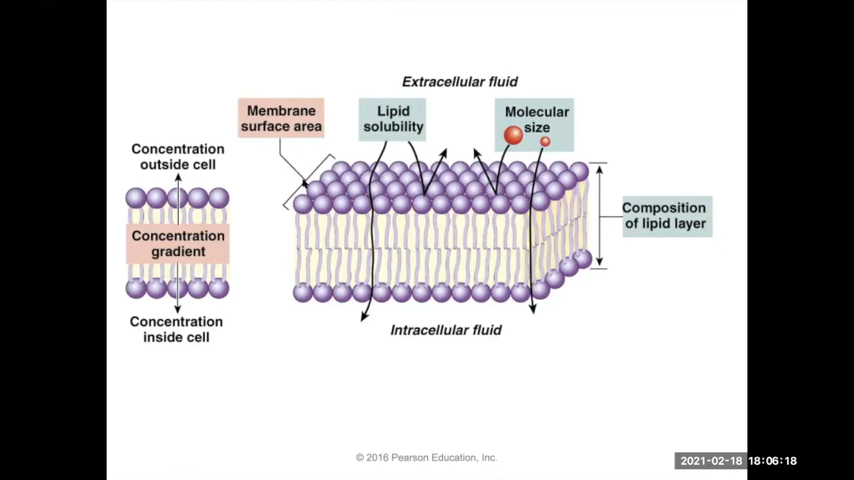 Extracellular fluid
Membrane
surface area
Lipid
solubility
Molecular
size
Concentration
outside cell
Concentration
gradient
Concentration
inside cell
Composition
of lipid layer
Intracellular fluid
© 2016 Pearson Education, Inc.
2021-02-18 18:06:18